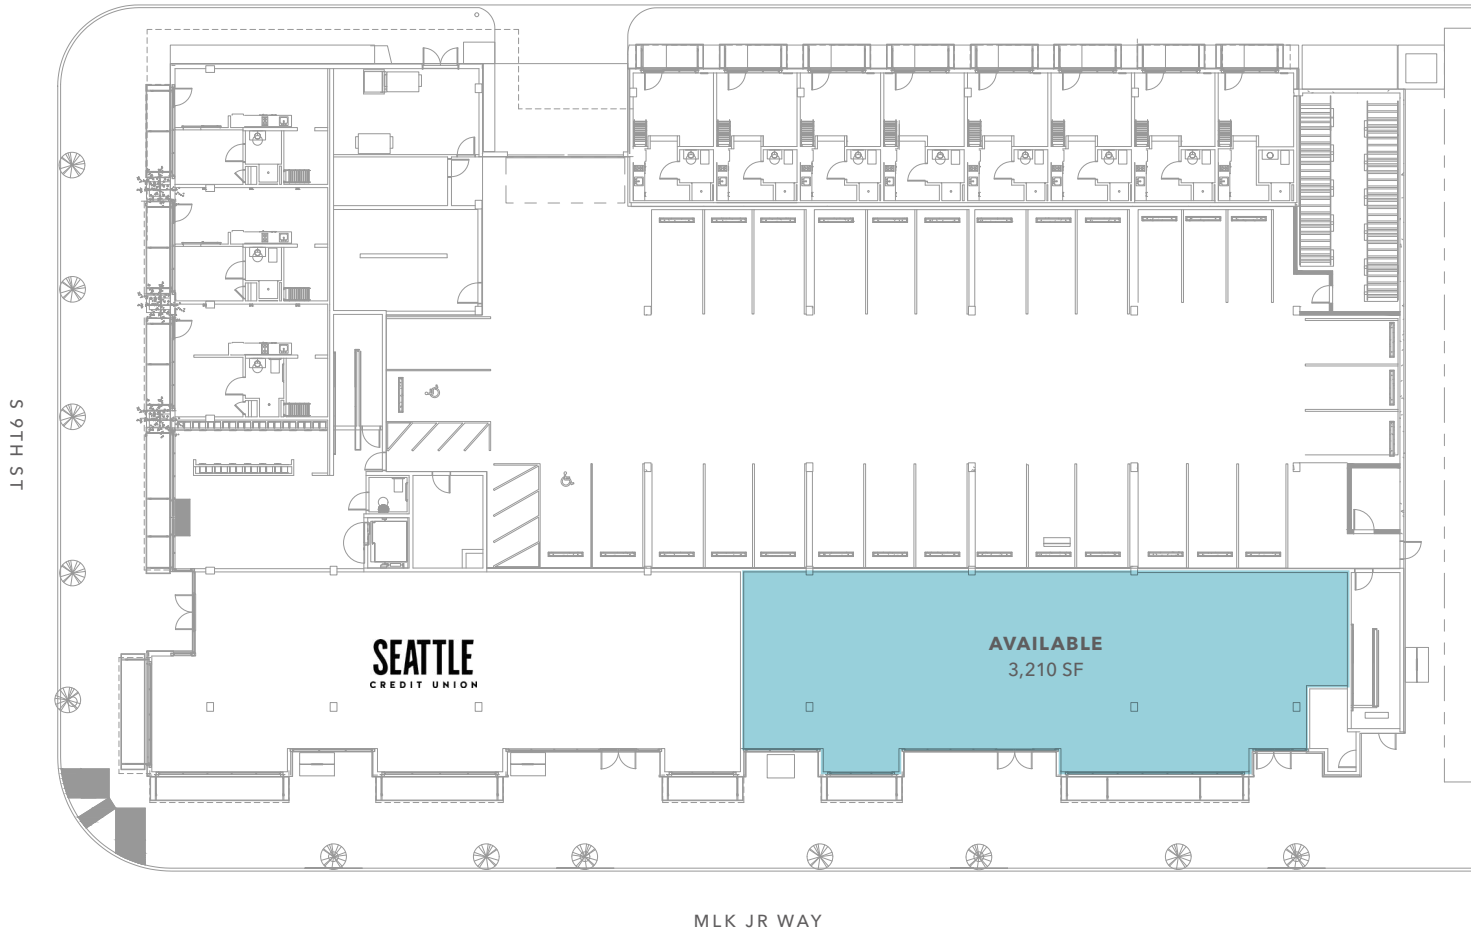 S 9TH ST
SEATTLE
CREDIT UNION
AVAILABLE
3,210 SF
MLK JR WAY